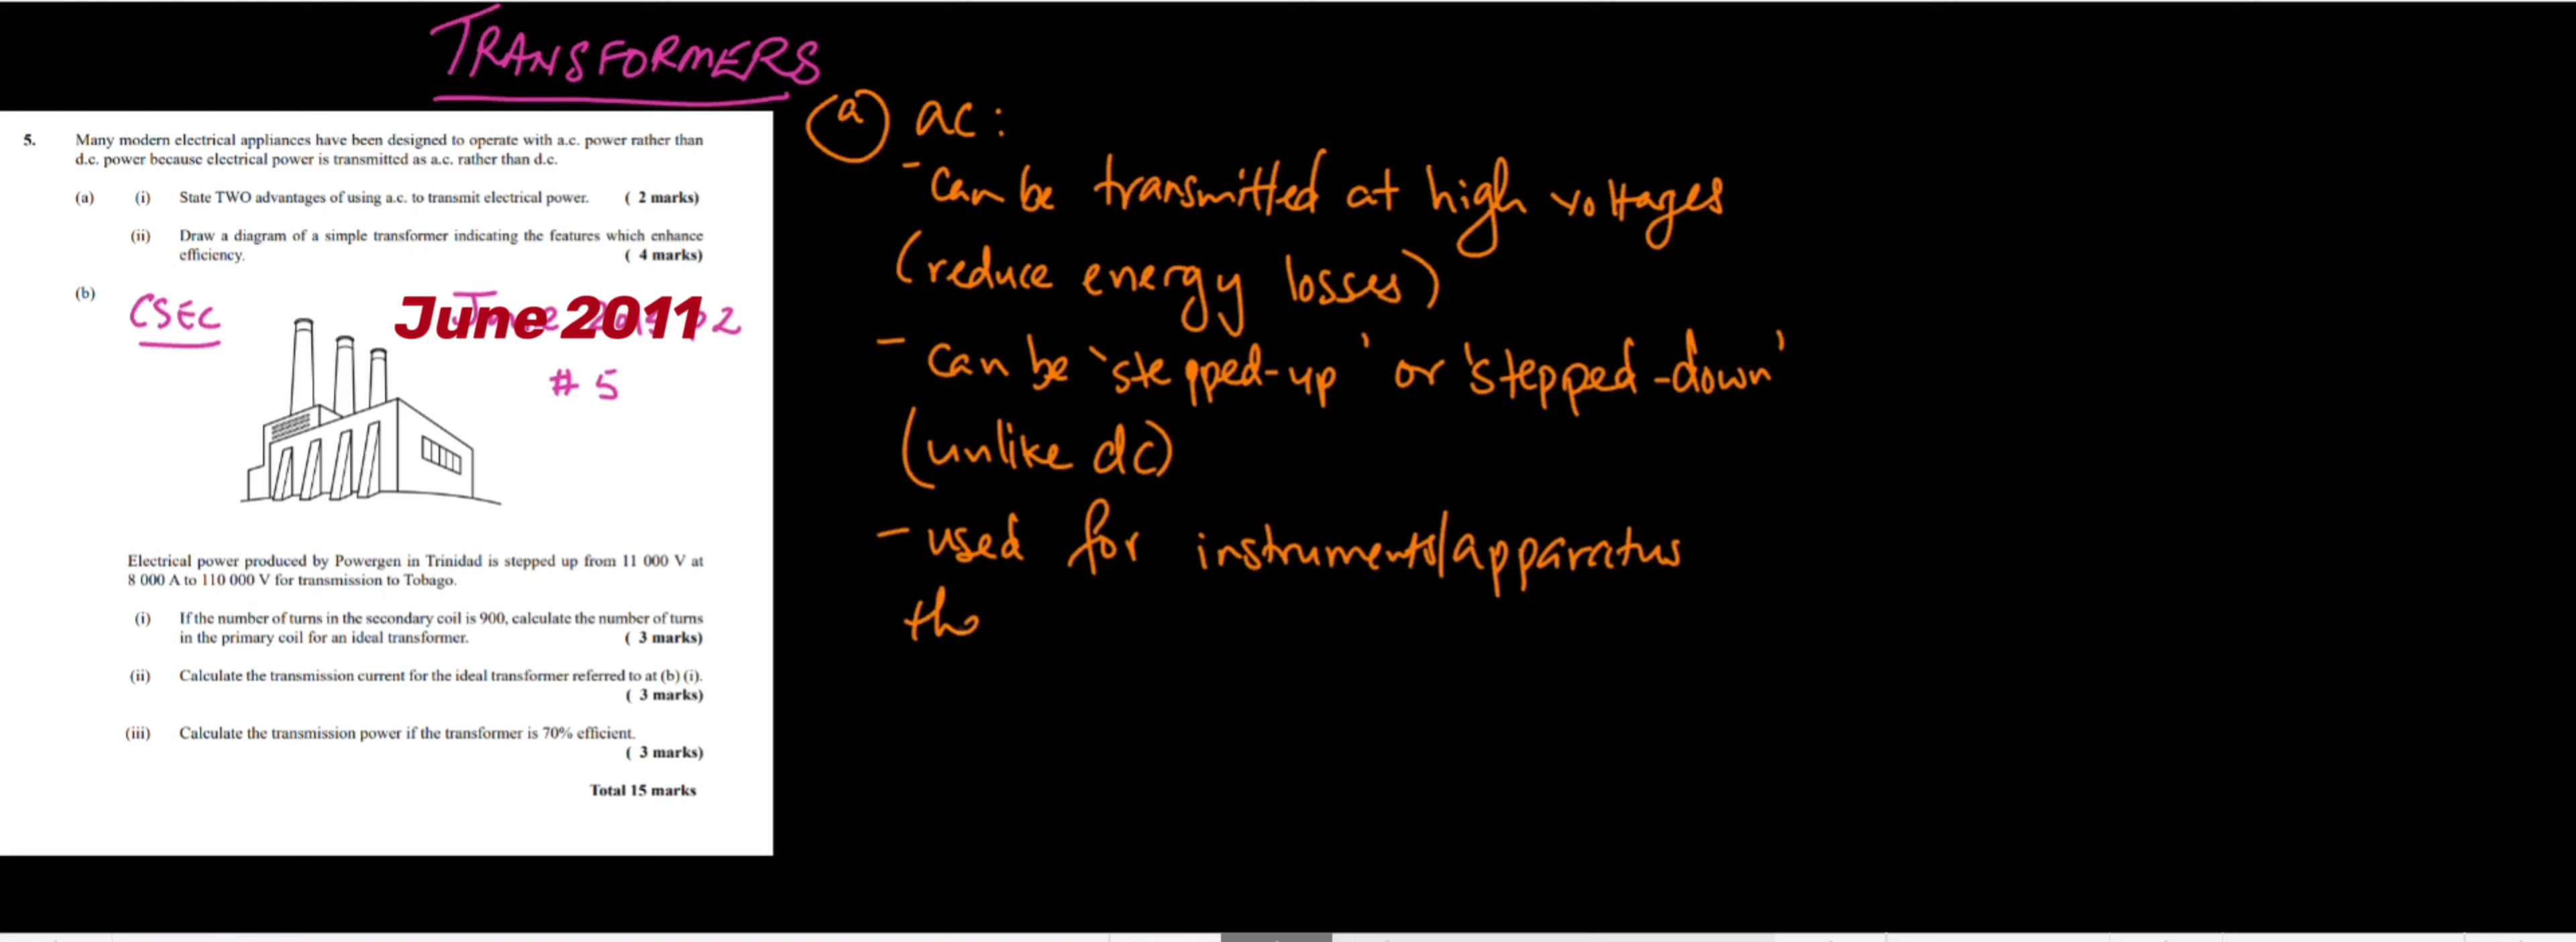 TRANSFORMERS
5. Many modern electrical appliances have been designed to operate with a.c. power rather than
d.c. power because electrical power is transmitted as a.c. rather than d.c.
(a) (i) State TWO advantages of using a.c. to transmit electrical power. ( 2 marks)
(ii) Draw a diagram of a simple transformer indicating the features which enhance
efficiency. ( 4 marks)
(b)
CSEC
June 2011 P2
# 5
Electrical power produced by Powergen in Trinidad is stepped up from 11 000 V at
8 000 A to 110 000 V for transmission to Tobago.
(i) If the number of turns in the secondary coil is 900, calculate the number of turns
in the primary coil for an ideal transformer. ( 3 marks)
(ii) Calculate the transmission current for the ideal transformer referred to at (b) (i).
( 3 marks)
(iii) Calculate the transmission power if the transformer is 70% efficient.
( 3 marks)
Total 15 marks
(a) ac:
- can be transmitted at high voltages
(reduce energy losses)
- can be 'stepped-up' or 'stepped-down'
(unlike dc)
- used for instruments/apparatus
tho